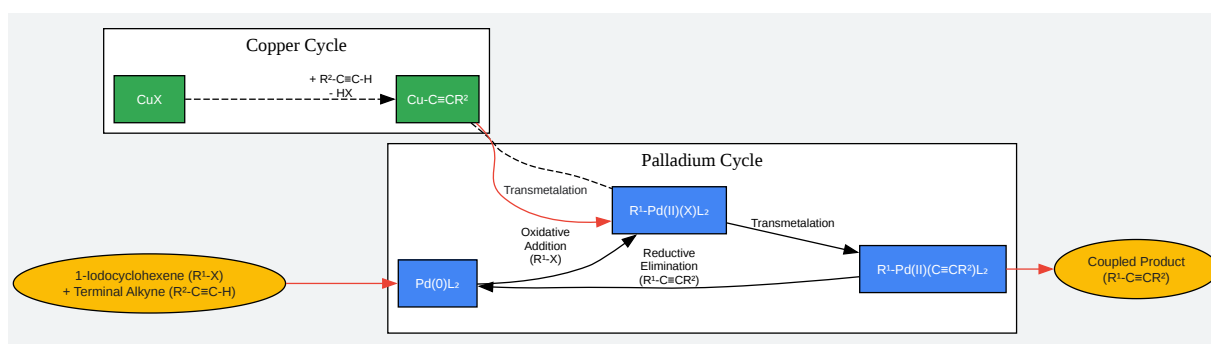 Copper Cycle
CuX
+ R²-C≡C-H
- HX
Cu-C≡CR²
Palladium Cycle
Transmetalation
R¹-Pd(II)(X)L₂
Transmetalation
Oxidative
Addition
(R¹-X)
Reductive
Elimination
(R¹-C≡CR²)
1-Iodocyclohexene (R¹-X)
+ Terminal Alkyne (R²-C≡C-H)
Pd(0)L₂
R¹-Pd(II)(C≡CR²)L₂
Coupled Product
(R¹-C≡CR²)